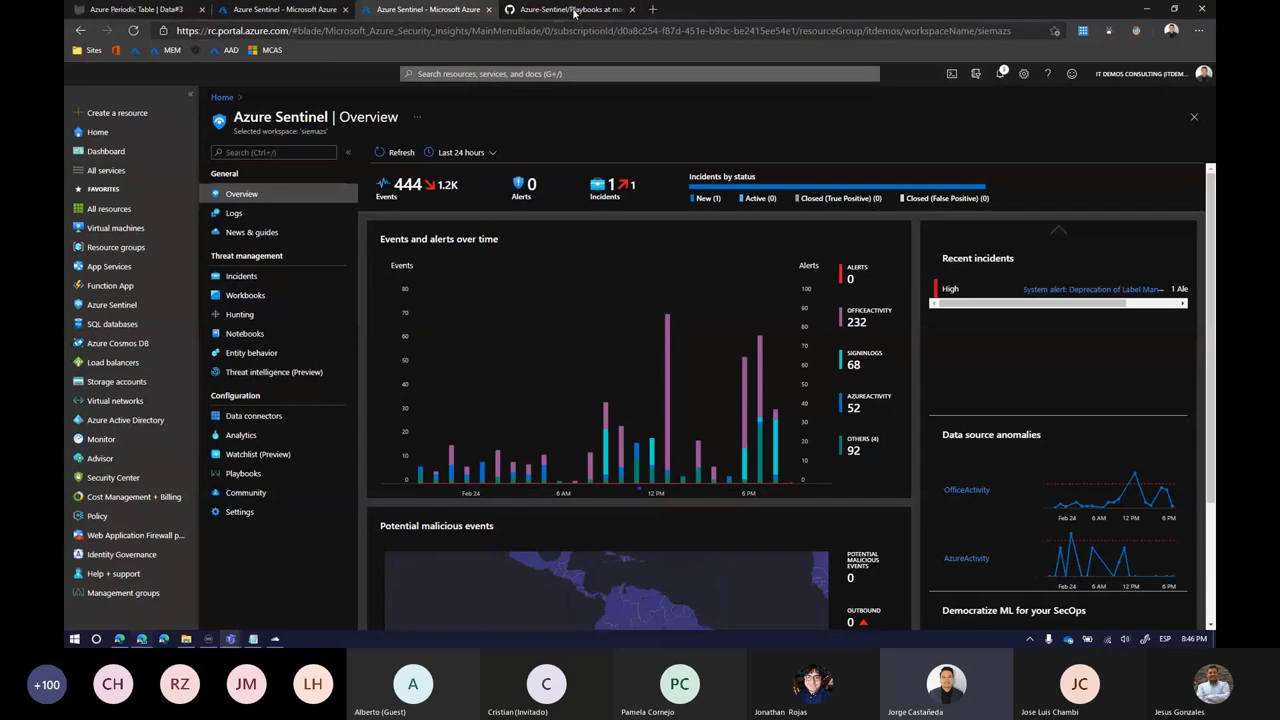 Azure Periodic Table | Data#3
Azure Sentinel - Microsoft Azure
Azure Sentinel - Microsoft Azure
Azure-Sentinel/Playbooks at ma
https://rc.portal.azure.com/#blade/Microsoft_Azure_Security_Insights/MainMenuBlade/0/subscriptionId/d0a8c254-f87d-451e-b9bc-be2415ee54e1/resourceGroup/itdemos/workspaceName/siemazs
Sites
MEM
AAD
MCAS
Search resources, services, and docs (G+/)
IT DEMOS CONSULTING (ITDEM...
Create a resource
Home
Dashboard
All services
FAVORITES
All resources
Virtual machines
Resource groups
App Services
Function App
Azure Sentinel
SQL databases
Azure Cosmos DB
Load balancers
Storage accounts
Virtual networks
Azure Active Directory
Monitor
Advisor
Security Center
Cost Management + Billing
Policy
Web Application Firewall p...
Identity Governance
Help + support
Management groups
Home >
Azure Sentinel | Overview ...
Selected workspace: 'siemazs'
Search (Ctrl+/)
General
Overview
Logs
News & guides
Threat management
Incidents
Workbooks
Hunting
Notebooks
Entity behavior
Threat intelligence (Preview)
Configuration
Data connectors
Analytics
Watchlist (Preview)
Playbooks
Community
Settings
Refresh
Last 24 hours
444 1.2K
Events
0
Alerts
1 1
Incidents
Incidents by status
New (1)
Active (0)
Closed (True Positive) (0)
Closed (False Positive) (0)
Events and alerts over time
Events
Alerts
80
70
60
50
40
30
20
10
0
100
90
80
70
60
50
40
30
20
10
0
Feb 24
6 AM
12 PM
6 PM
ALERTS
0
OFFICEACTIVITY
232
SIGNINLOGS
68
AZUREACTIVITY
52
OTHERS (4)
92
Potential malicious events
POTENTIAL
MALICIOUS
EVENTS
0
OUTBOUND
0
Recent incidents
High
System alert: Deprecation of Label Man...
1 Ale
Data source anomalies
OfficeActivity
Feb 24
6 AM
12 PM
6 PM
AzureActivity
Feb 24
6 AM
12 PM
6 PM
Democratize ML for your SecOps
ESP
8:46 PM
+100
CH
RZ
JM
LH
A
Alberto (Guest)
C
Cristian (Invitado)
PC
Pamela Cornejo
Jonathan Rojas
Jorge Castañeda
JC
Jose Luis Chambi
Jesus Gonzales